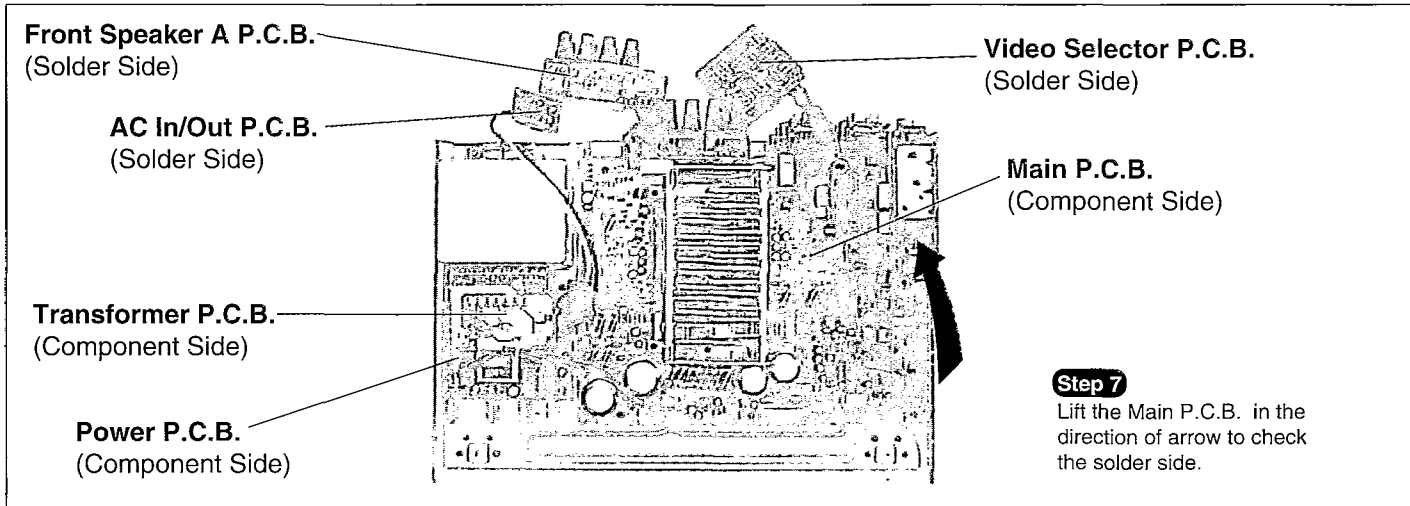 Front Speaker A P.C.B.
(Solder Side)
AC In/Out P.C.B.
(Solder Side)
Transformer P.C.B.
(Component Side)
Power P.C.B.
(Component Side)
Video Selector P.C.B.
(Solder Side)
Main P.C.B.
(Component Side)
Step 7
Lift the Main P.C.B. in the
direction of arrow to check
the solder side.